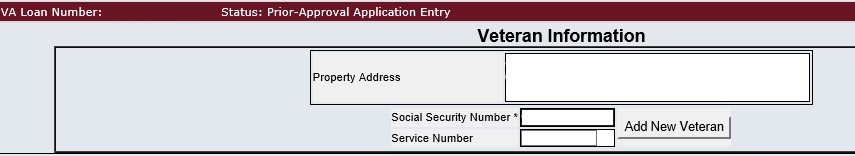 VA Loan Number: Status: Prior-Approval Application Entry
Veteran Information
Property Address
Social Security Number *
Service Number
Add New Veteran